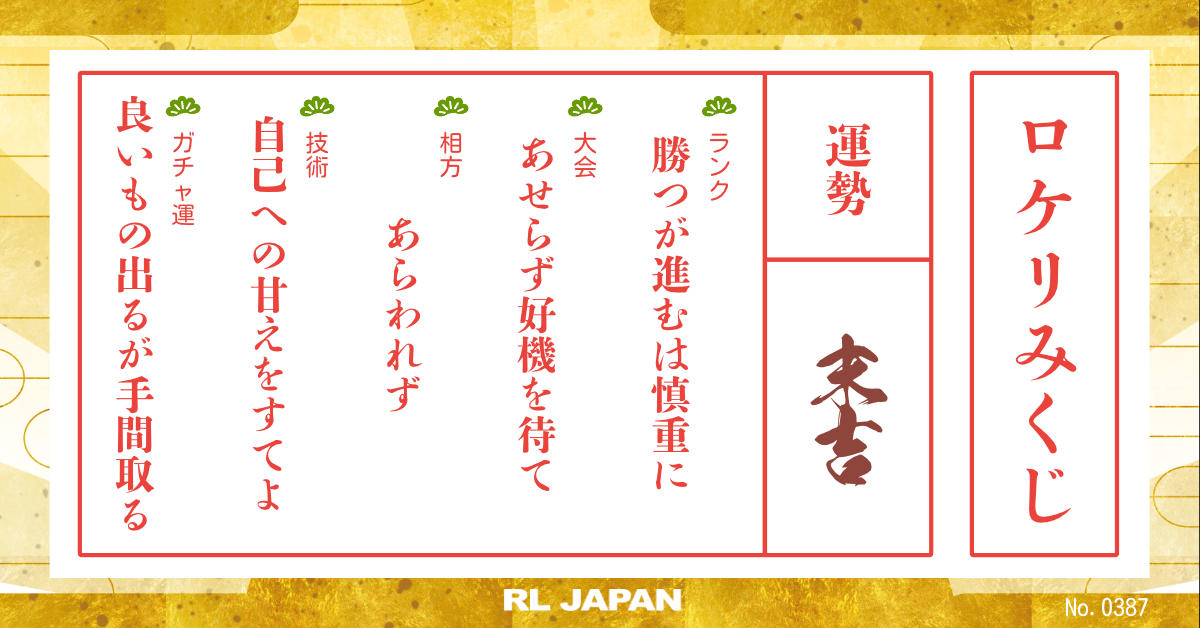 ロケリみくじ
運勢
末吉
ランク
勝つが進むは慎重に
大会
あせらず好機を待て
相方
あらわれず
技術
自己への甘えをすてよ
ガチャ運
良いもの出るが手間取る
RL JAPAN
No. 0387